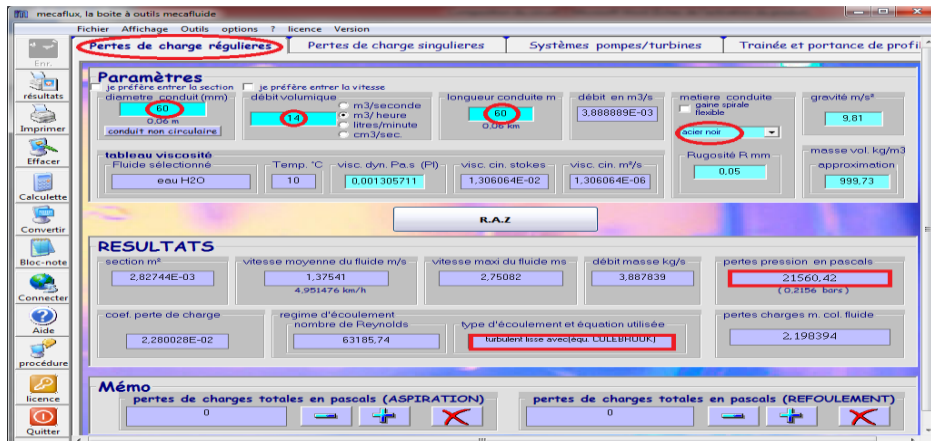 mecaflux, la boite à outils mecafluide
Fichier Affichage Outils options ? licence Version
Pertes de charge régulieres Pertes de charge singulieres Systèmes pompes/turbines Trainée et portance de profil
Enr.
résultats
Imprimer
Effacer
Calculette
Convertir
Bloc-note
Connecter
Aide
procédure
licence
Quitter
Paramètres
je préfère entrer la section je préfère entrer la vitesse
diametre conduit (mm) débit volumique longueur conduite m débit en m3/s matiere conduite gravité m/s²
60 14 m3/seconde 60 3,888889E-03 gaine spirale 9,81
m3/ heure flexible
0,06 m litres/minute 0,06 km acier noir
conduit non circulaire cm3/sec.
tableau viscosité masse vol. kg/m3
Fluide sélectionné Temp. °C visc. dyn. Pa.s (Pl) visc. cin. stokes visc. cin. m²/s Rugosité R mm approximation
eau H2O 10 0,001305711 1,306064E-02 1,306064E-06 0,05 999,73
R.A.Z
RESULTATS
section m² vitesse moyenne du fluide m/s vitesse maxi du fluide ms débit masse kg/s pertes pression en pascals
2,82744E-03 1,37541 2,75082 3,887839 21560,42
4,951476 km/h (0,2156 bars)
coef. perte de charge regime d'écoulement pertes charges m. col. fluide
nombre de Reynolds type d'écoulement et équation utilisée
2,280028E-02 63185,74 turbulent lisse avec(équ. COLEBROOK) 2,198394
Mémo
pertes de charges totales en pascals (ASPIRATION) pertes de charges totales en pascals (REFOULEMENT)
0 0